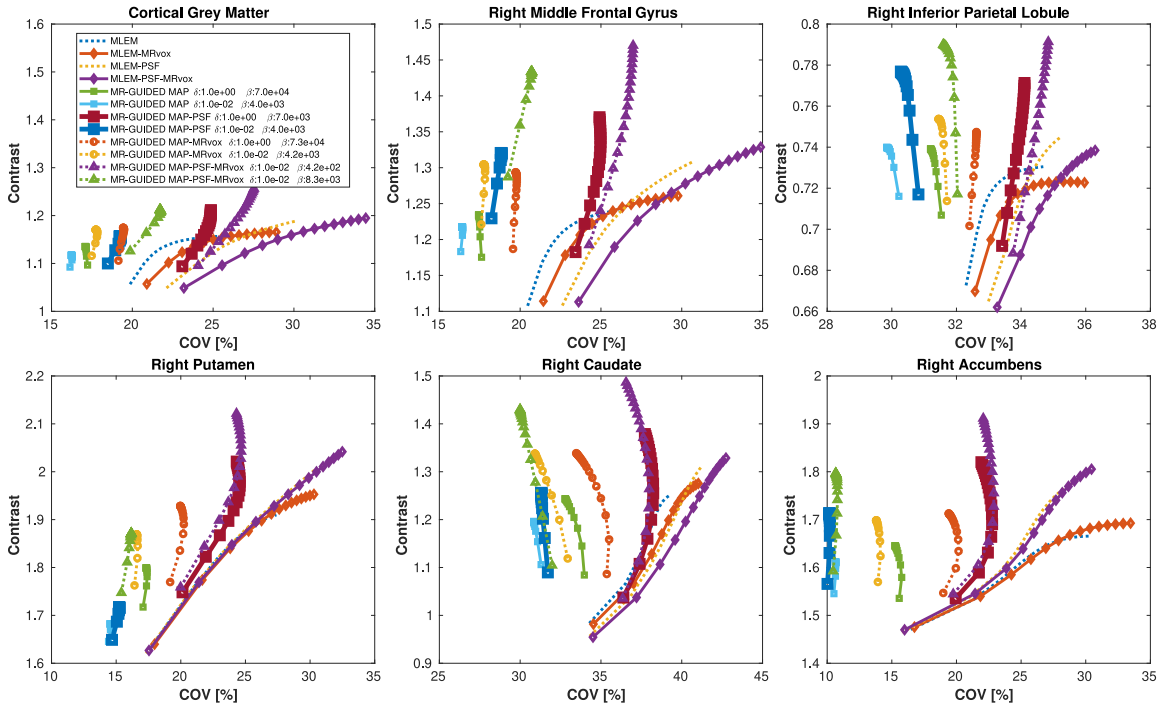 Cortical Grey Matter
Right Middle Frontal Gyrus
Right Inferior Parietal Lobule
1.6
1.5
1.4
1.3
1.2
1.1
1
Contrast
MLEM
MLEM-MRvox
MLEM-PSF
MLEM-PSF-MRvox
MR-GUIDED MAP δ:1.0e+00 β:7.0e+04
MR-GUIDED MAP δ:1.0e-02 β:4.0e+03
MR-GUIDED MAP-PSF δ:1.0e+00 β:7.0e+03
MR-GUIDED MAP-PSF δ:1.0e-02 β:4.0e+03
MR-GUIDED MAP-MRvox δ:1.0e+00 β:7.3e+04
MR-GUIDED MAP-MRvox δ:1.0e-02 β:4.2e+03
MR-GUIDED MAP-PSF-MRvox δ:1.0e-02 β:4.2e+02
MR-GUIDED MAP-PSF-MRvox δ:1.0e-02 β:8.3e+03
15 20 25 30 35
COV [%]
1.5
1.45
1.4
1.35
1.3
1.25
1.2
1.15
1.1
Contrast
15 20 25 30 35
COV [%]
0.8
0.78
0.76
0.74
0.72
0.7
0.68
0.66
Contrast
28 30 32 34 36 38
COV [%]
Right Putamen
Right Caudate
Right Accumbens
2.2
2.1
2
1.9
1.8
1.7
1.6
Contrast
10 15 20 25 30 35
COV [%]
1.5
1.4
1.3
1.2
1.1
1
0.9
Contrast
25 30 35 40 45
COV [%]
2
1.9
1.8
1.7
1.6
1.5
1.4
Contrast
10 15 20 25 30 35
COV [%]